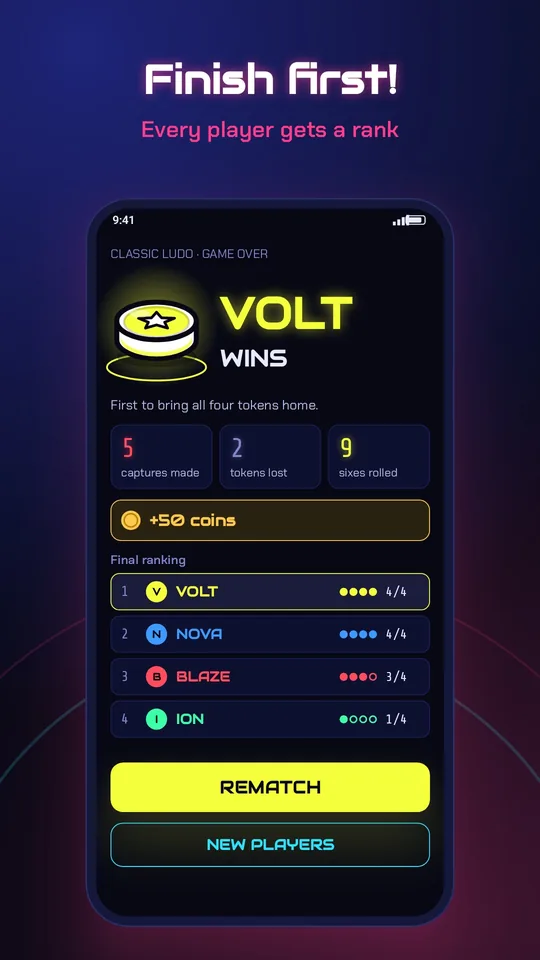 Finish first!
Every player gets a rank
9:41
CLASSIC LUDO · GAME OVER
VOLT
WINS
First to bring all four tokens home.
5
captures made
2
tokens lost
9
sixes rolled
+50 coins
Final ranking
1 V VOLT 4/4
2 N NOVA 4/4
3 B BLAZE 3/4
4 I ION 1/4
REMATCH
NEW PLAYERS